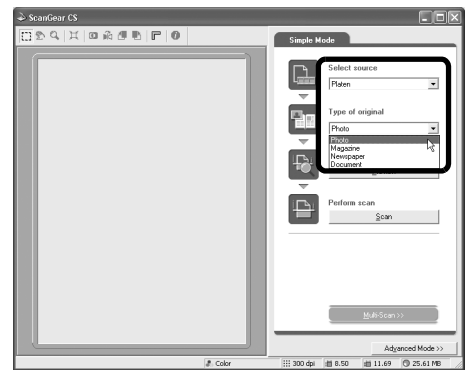 ScanGear CS
Simple Mode
Select source
Platen
Type of original
Photo
Photo
Magazine
Newspaper
Document
Perform scan
Scan
Multi-Scan >>
Advanced Mode >>
Color 300 dpi 8.50 11.69 25.61 MB